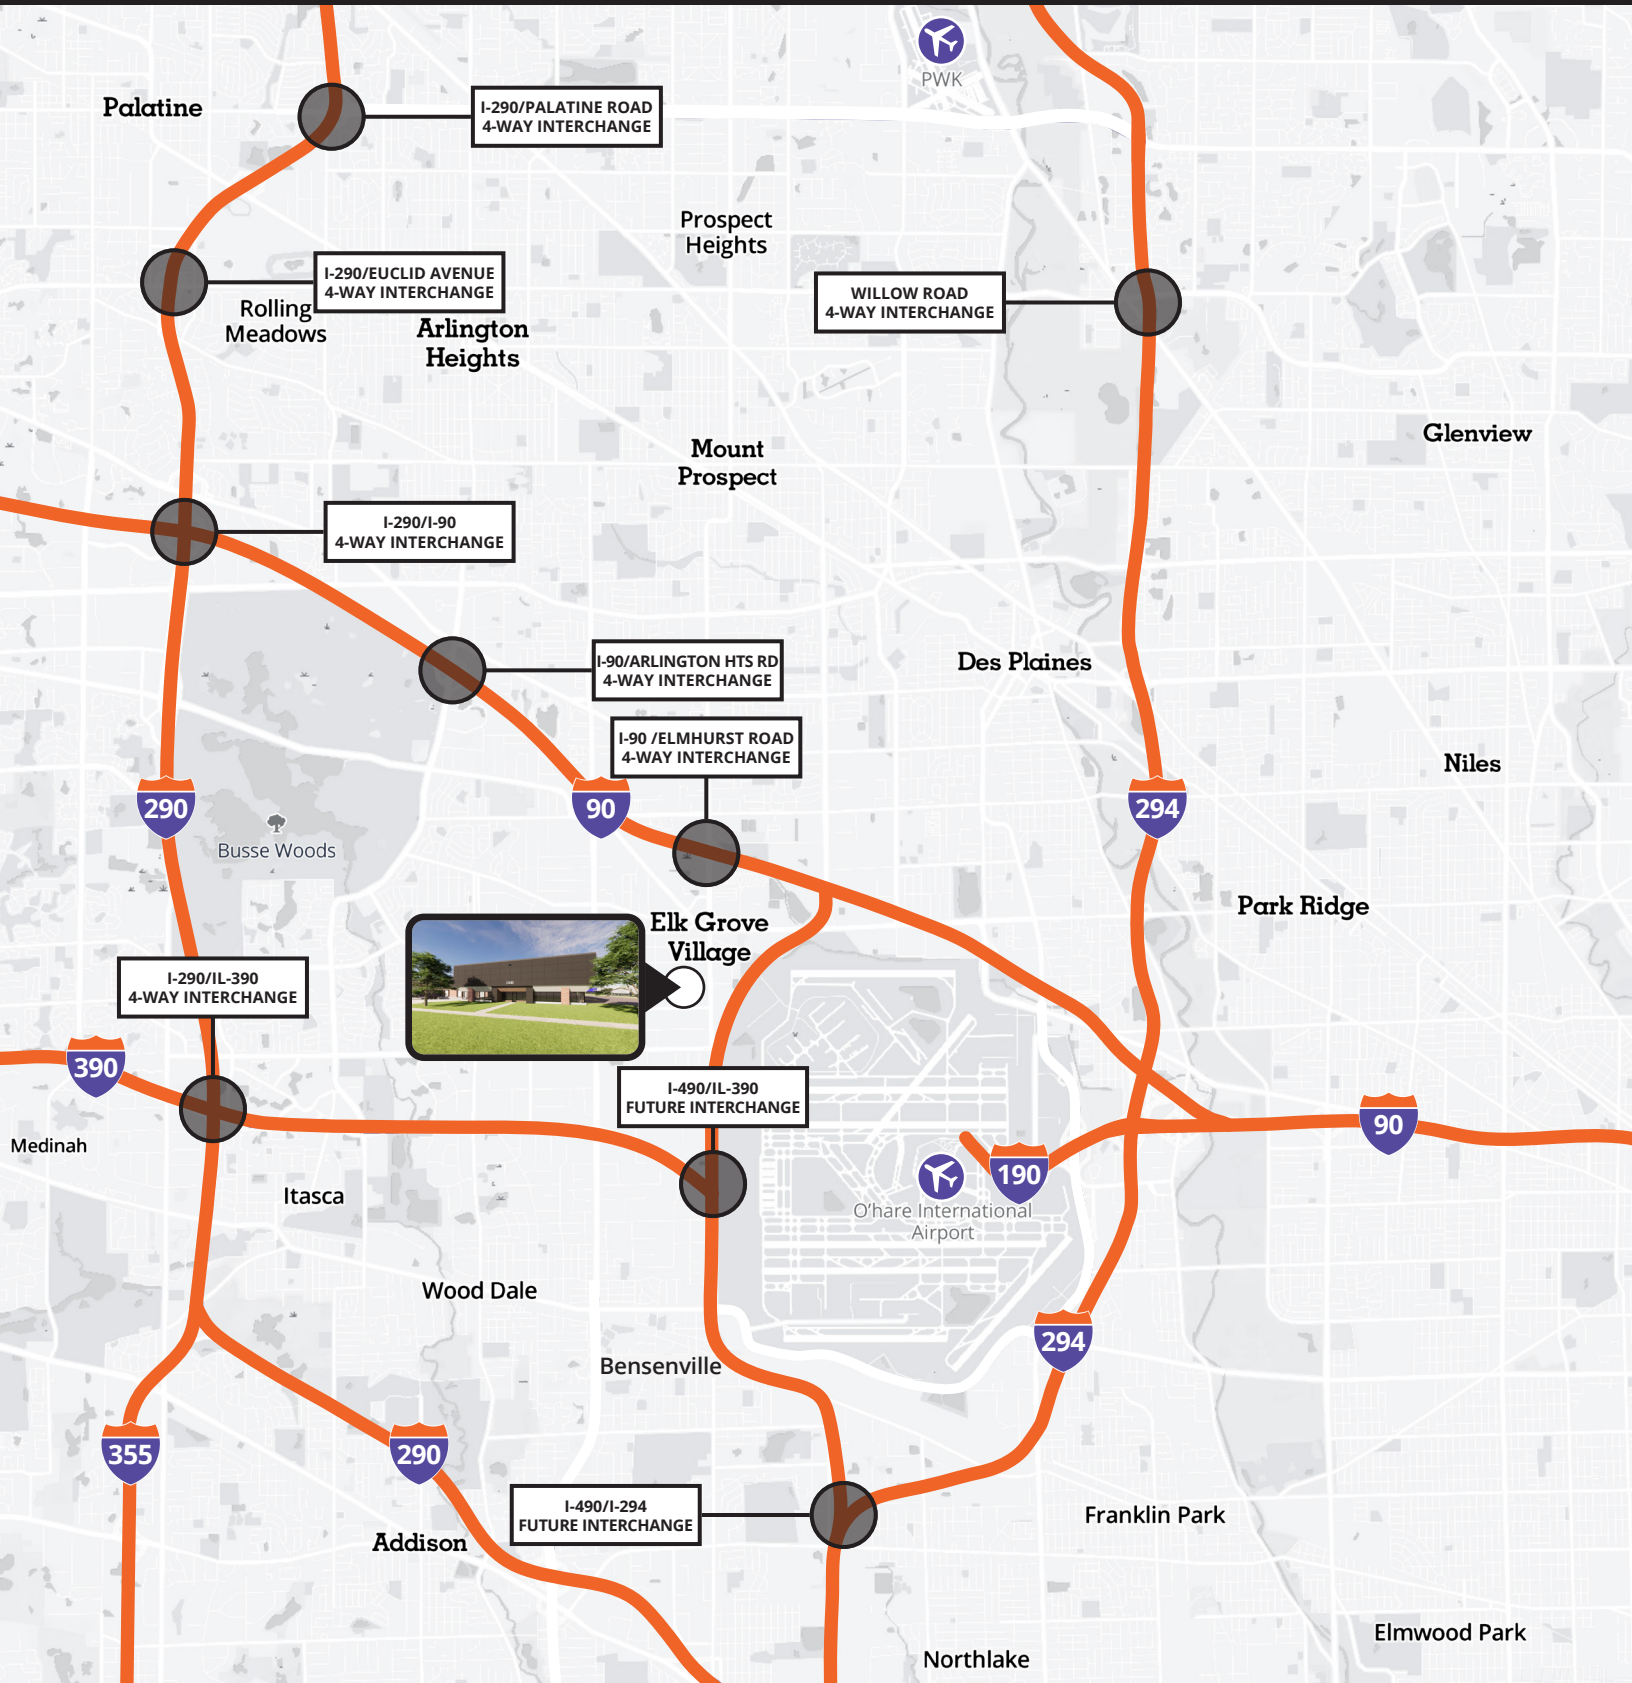 PWK
Palatine
I-290/PALATINE ROAD
4-WAY INTERCHANGE
Prospect
Heights
I-290/EUCLID AVENUE
4-WAY INTERCHANGE
WILLOW ROAD
4-WAY INTERCHANGE
Rolling
Meadows
Arlington
Heights
Glenview
Mount
Prospect
I-290/I-90
4-WAY INTERCHANGE
I-90/ARLINGTON HTS RD
4-WAY INTERCHANGE
Des Plaines
I-90 /ELMHURST ROAD
4-WAY INTERCHANGE
Niles
290
90
294
Busse Woods
Park Ridge
Elk Grove
Village
I-290/IL-390
4-WAY INTERCHANGE
390
I-490/IL-390
FUTURE INTERCHANGE
90
Medinah
190
Itasca
O'hare International
Airport
Wood Dale
294
Bensenville
355
290
I-490/I-294
FUTURE INTERCHANGE
Franklin Park
Addison
Elmwood Park
Northlake